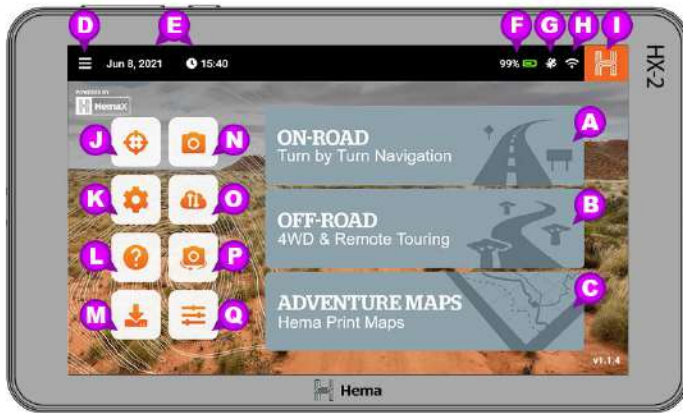 D
E
F
G
H
I
Jun 8, 2021
15:40
99%
HX-2
POWERED BY
HemaX
J
N
ON-ROAD
Turn by Turn Navigation
A
K
O
OFF-ROAD
4WD & Remote Touring
B
L
P
M
Q
ADVENTURE MAPS
Hema Print Maps
C
v1.1.4
Hema